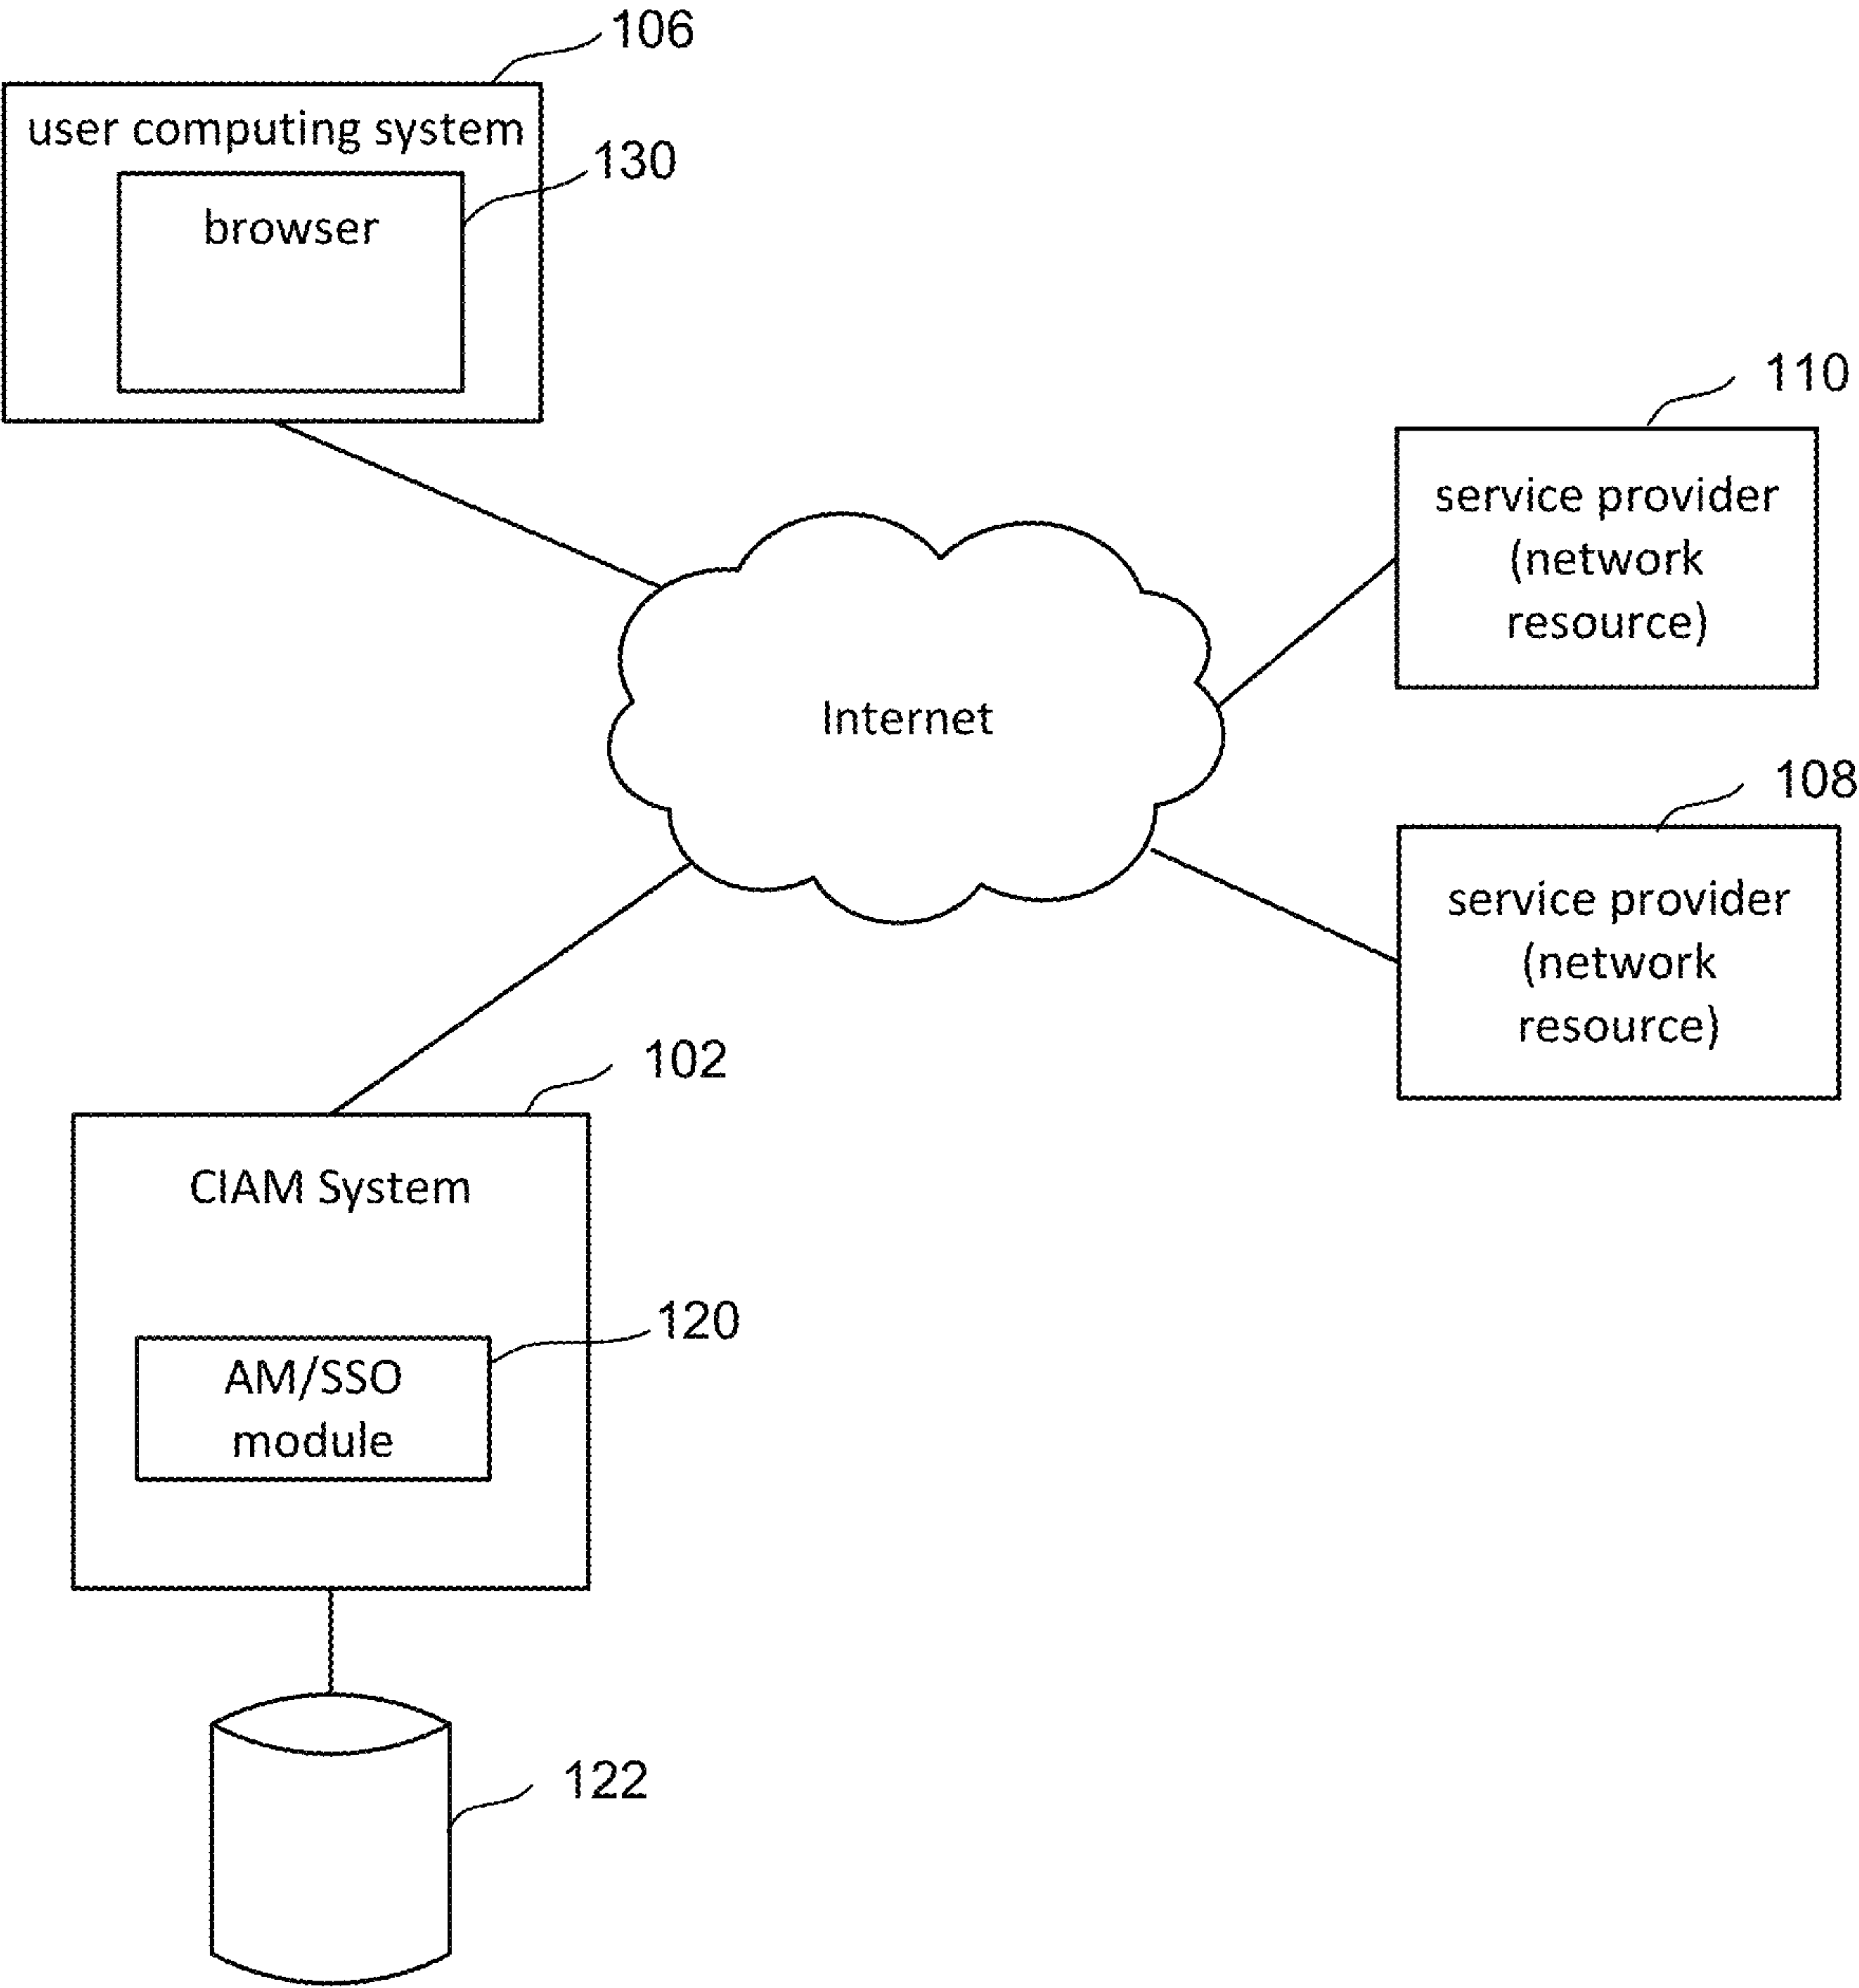 106
user computing system
130
browser
110
service provider
(network
resource)
Internet
108
service provider
(network
resource)
102
CIAM System
120
AM/SSO
module
122